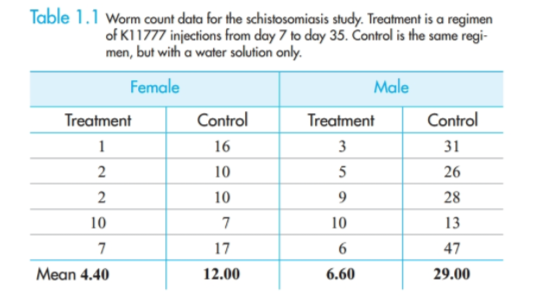 Table 1.1 Worm count data for the schistosomiasis study. Treatment is a regimen
of K11777 injections from day 7 to day 35. Control is the same regi-
men, but with a water solution only.
Female Male
Treatment Control Treatment Control
1 16 3 31
2 10 5 26
2 10 9 28
10 7 10 13
7 17 6 47
Mean 4.40 12.00 6.60 29.00